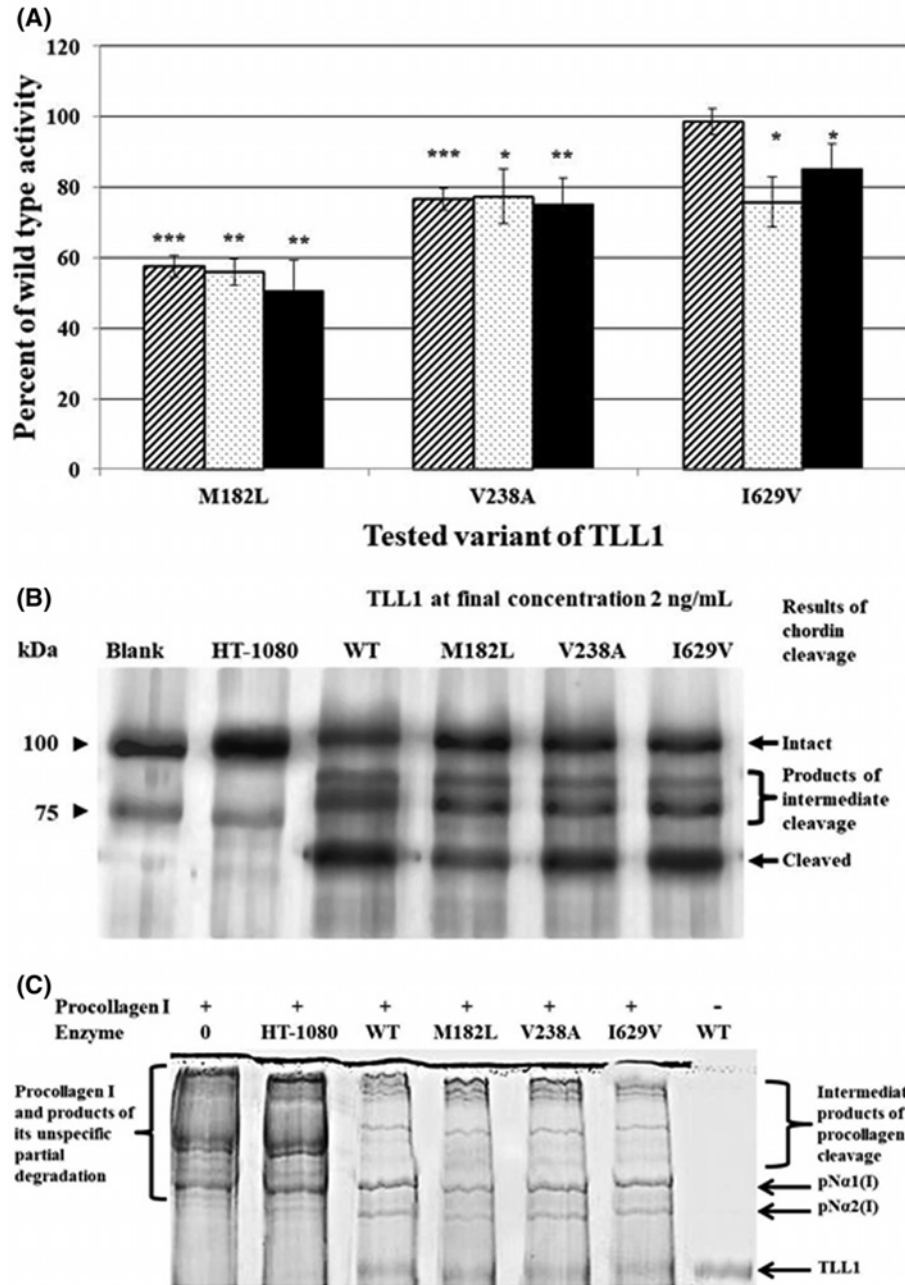 (A)
120
100
80
60
40
20
0
Percent of wild type activity
***
**
**
***
*
**
*
*
M182L
V238A
I629V
Tested variant of TLL1
(B)
TLL1 at final concentration 2 ng/mL
Results of
chordin
cleavage
kDa
Blank
HT-1080
WT
M182L
V238A
I629V
100
75
Intact
Products of
intermediate
cleavage
Cleaved
(C)
Procollagen I + + + + + + -
Enzyme 0 HT-1080 WT M182L V238A I629V WT
Procollagen I
and products of
its unspecific
partial
degradation
Intermediat
products of
procollagen
cleavage
pNα1(I)
pNα2(I)
TLL1